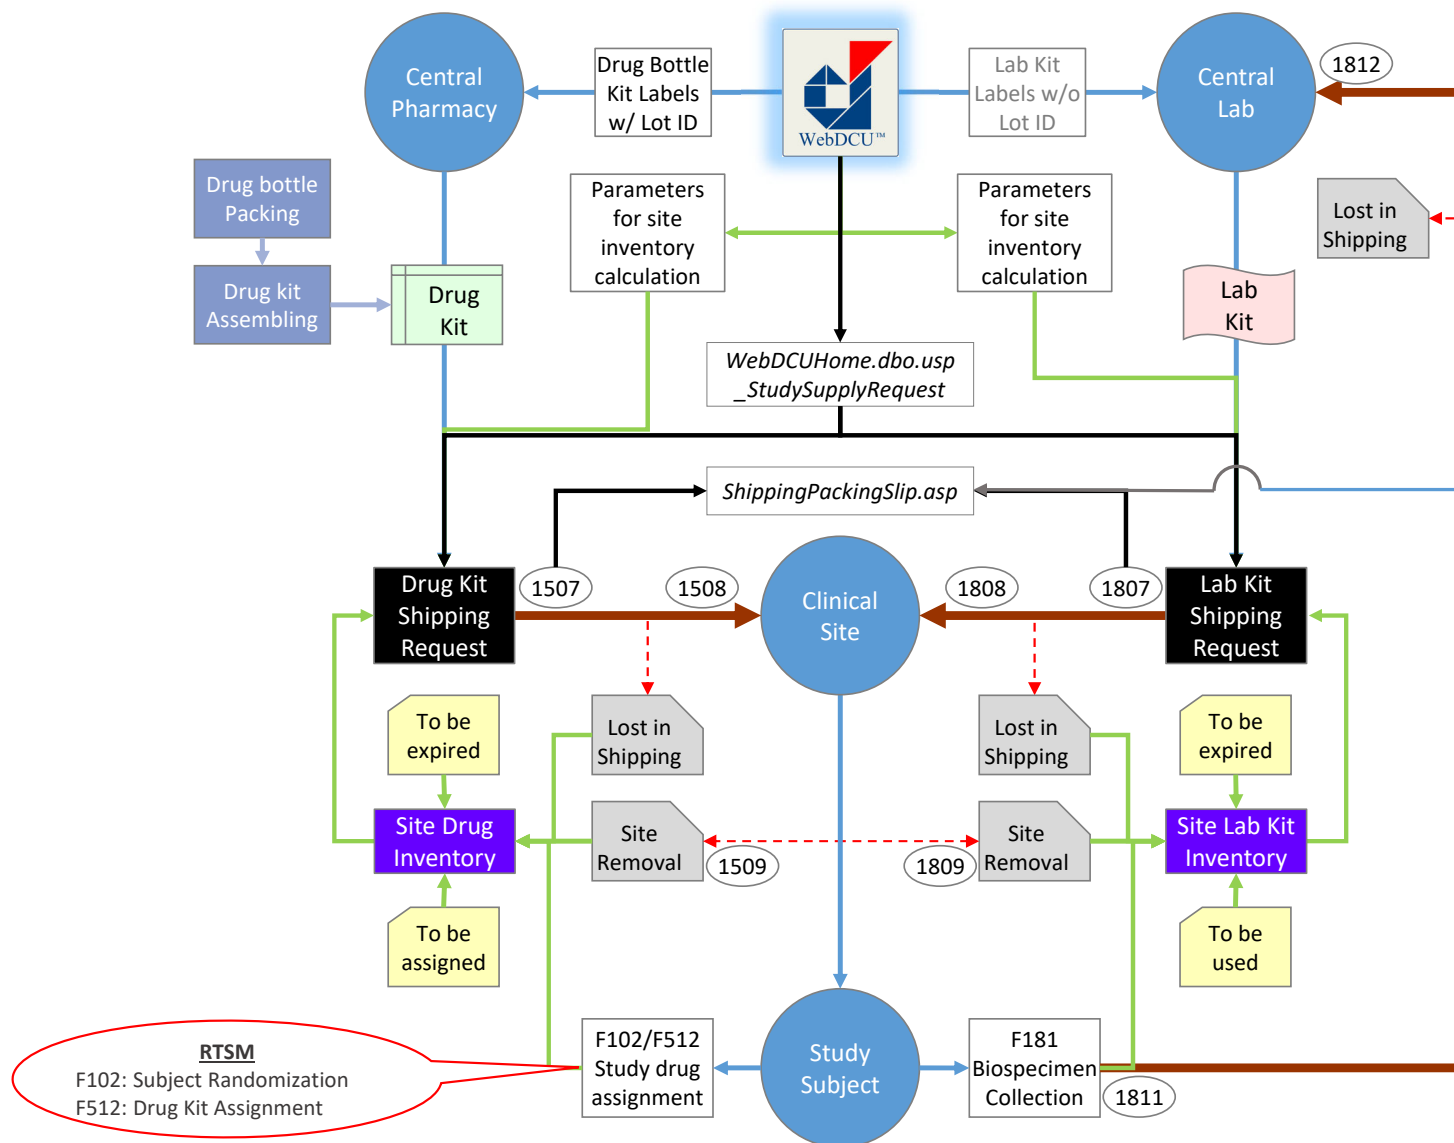 Central
Pharmacy
Drug Bottle
Kit Labels
w/ Lot ID
WebDCU™
Lab Kit
Labels w/o
Lot ID
Central
Lab
1812
Drug bottle
Packing
Parameters
for site
inventory
calculation
Parameters
for site
inventory
calculation
Lost in
Shipping
Drug kit
Assembling
Drug
Kit
Lab
Kit
WebDCUHome.dbo.usp
_StudySupplyRequest
ShippingPackingSlip.asp
Drug Kit
Shipping
Request
1507
1508
Clinical
Site
1808
1807
Lab Kit
Shipping
Request
To be
expired
Lost in
Shipping
Lost in
Shipping
To be
expired
Site Drug
Inventory
Site
Removal
1509
1809
Site
Removal
Site Lab Kit
Inventory
To be
assigned
To be
used
RTSM
F102: Subject Randomization
F512: Drug Kit Assignment
F102/F512
Study drug
assignment
Study
Subject
F181
Biospecimen
Collection
1811